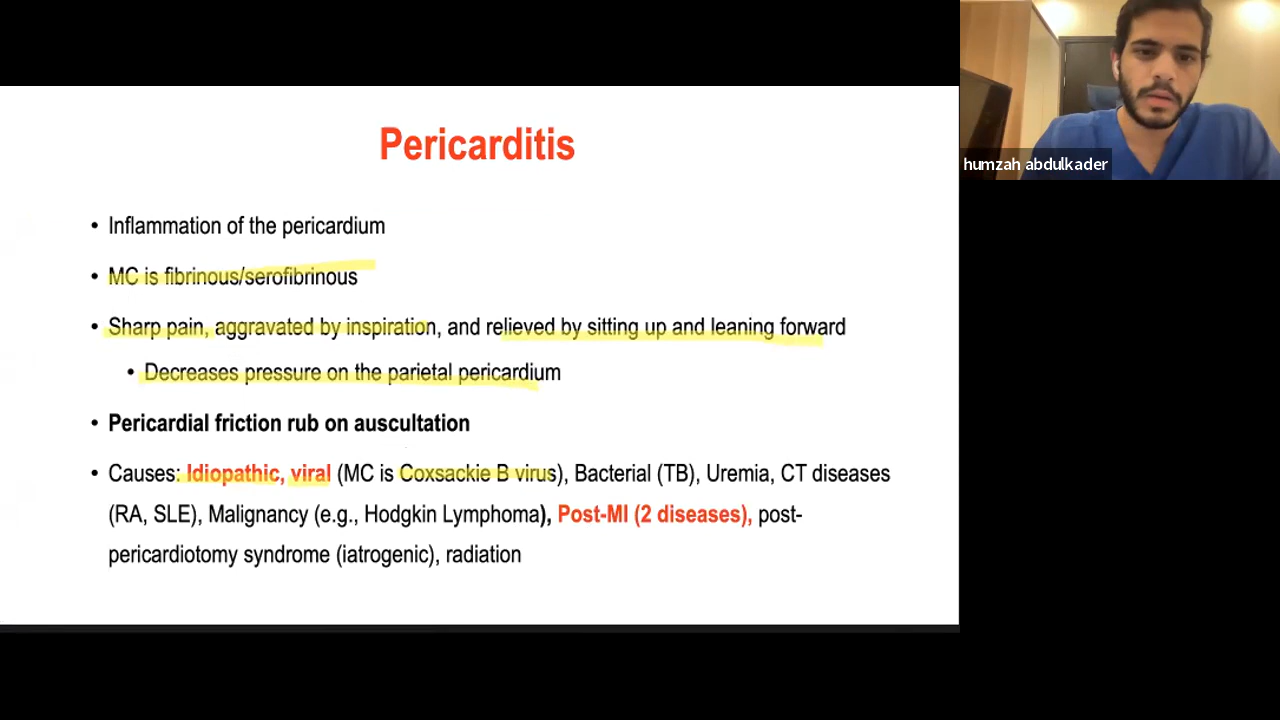 Pericarditis
humzah abdulkader
• Inflammation of the pericardium
• MC is fibrinous/serofibrinous
• Sharp pain, aggravated by inspiration, and relieved by sitting up and leaning forward
• Decreases pressure on the parietal pericardium
• Pericardial friction rub on auscultation
• Causes: Idiopathic, viral (MC is Coxsackie B virus), Bacterial (TB), Uremia, CT diseases
(RA, SLE), Malignancy (e.g., Hodgkin Lymphoma), Post-MI (2 diseases), post-
pericardiotomy syndrome (iatrogenic), radiation